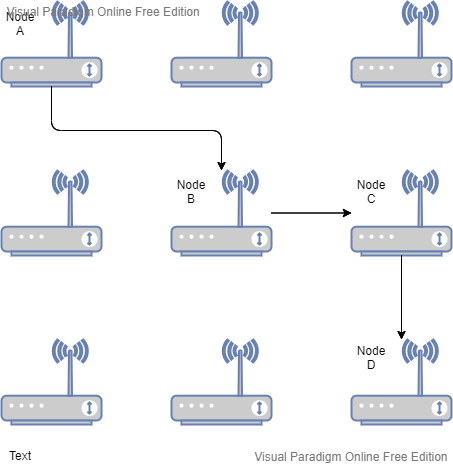 Visual Paradigm Online Free Edition
Node
A
Node
B
Node
C
Node
D
Text
Visual Paradigm Online Free Edition